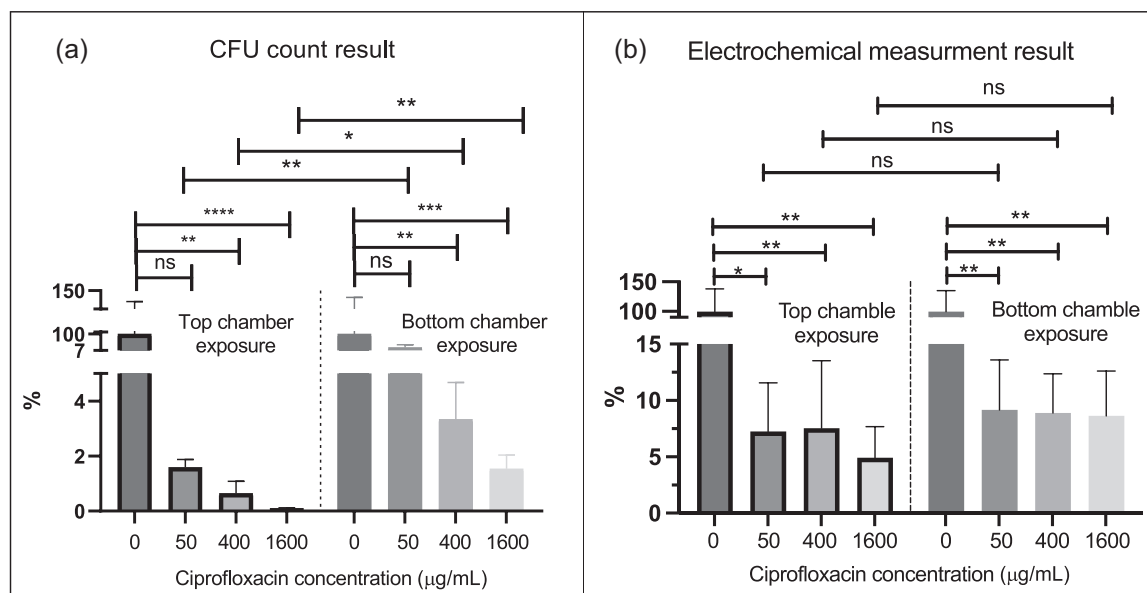 (a) CFU count result
**
*
**
**** ***
** **
ns ns
150
100
7
4
2
0
%
Top chamber
exposure
Bottom chamber
exposure
0 50 400 1600 0 50 400 1600
Ciprofloxacin concentration (µg/mL)
(b) Electrochemical measurment result
ns
ns
ns
** **
** **
* **
150
100
15
10
5
0
%
Top chamble
exposure
Bottom chamble
exposure
0 50 400 1600 0 50 400 1600
Ciprofloxacin concentration (µg/mL)